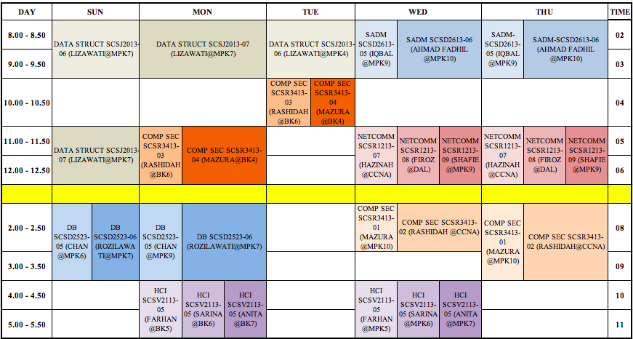 DAY SUN MON TUE WED THU TIME
8.00 - 8.50
9.00 - 9.50
DATA STRUCT SCSJ2013-
06 (LIZAWATI@MPK7)
DATA STRUCT SCSJ2013-07
(LIZAWATI@MPK7)
DATA STRUCT SCSJ2013-
06 (LIZAWATI@MPK4)
SADM
SCSD2613-
05 (IQBAL
@MPK9)
SADM SCSD2613-06
(AHMAD FADHIL
@MPK10)
SADM-
SCSD2613-
05 (IQBAL
@MPK9)
SADM-SCSD2613-06
(AHMAD FADHIL
@MPK10)
02
03
10.00 - 10.50
COMP SEC
SCSR3413-
03
(RASHIDAH
@BK6)
COMP SEC
SCSR3413-
04
(MAZURA
@BK4)
04
11.00 - 11.50
12.00 - 12.50
DATA STRUCT SCSJ2013-
07 (LIZAWATI@MPK7)
COMP SEC
SCSR3413-
03
(RASHIDAH
@BK6)
COMP SEC SCSR3413-
04 (MAZURA@BK4)
NETCOMM
SCSR1213-
07
(HAZINAH
@CCNA)
NETCOMM
SCSR1213-
08 (FIROZ
@DAL)
NETCOMM
SCSR1213-
09 (SHAFIE
@MPK9)
NETCOMM
SCSR1213-
07
(HAZINAH
@CCNA)
NETCOMM
SCSR1213-
08 (FIROZ
@DAL)
NETCOMM
SCSR1213-
09 (SHAFIE
@MPK9)
05
06
2.00 - 2.50
3.00 - 3.50
DB
SCSD2523-
05 (CHAN
@MPK6)
DB
SCSD2523-06
(ROZILAWA
TI@MPK7)
DB
SCSD2523-
05 (CHAN
@MPK9)
DB SCSD2523-06
(ROZILAWATI@MPK7)
COMP SEC
SCSR3413-
01
(MAZURA
@MPK10)
COMP SEC SCSR3413-
02 (RASHIDAH @CCNA)
COMP SEC
SCSR3413-
01
(MAZURA
@MPK10)
COMP SEC SCSR3413-
02 (RASHIDAH@CCNA)
08
09
4.00 - 4.50
5.00 - 5.50
HCI
SCSV2113-
05
(FARHAN
@BK5)
HCI
SCSV2113-
05 (SARINA
@BK6)
HCI
SCSV2113-
05 (ANITA
@BK7)
HCI
SCSV2113-
05
(FARHAN
@MPK5)
HCI
SCSV2113-
05 (SARINA
@MPK6)
HCI
SCSV2113-
05 (ANITA
@MPK7)
10
11